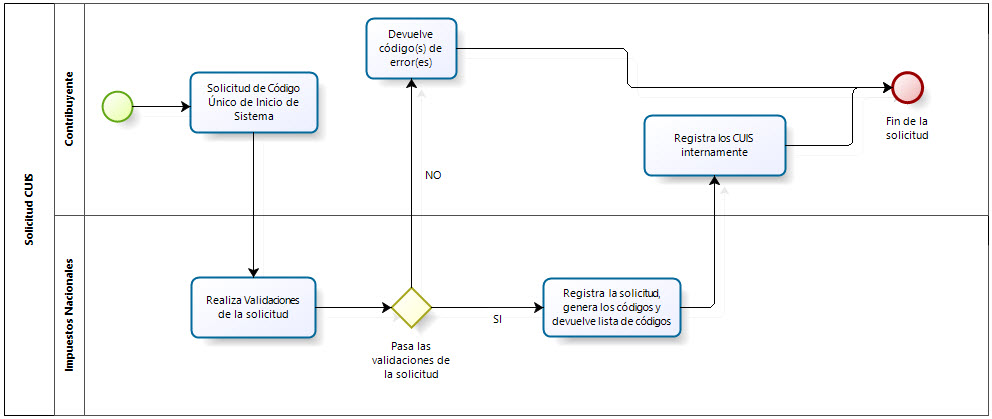 Solicitud CUIS
Contribuyente
Solicitud de Código
Único de Inicio de
Sistema
Devuelve
código(s) de
error(es)
Registra los CUIS
internamente
Fin de la
solicitud
NO
Impuestos Nacionales
Realiza Validaciones
de la solicitud
Pasa las
validaciones de
la solicitud
SI
Registra la solicitud,
genera los códigos y
devuelve lista de códigos